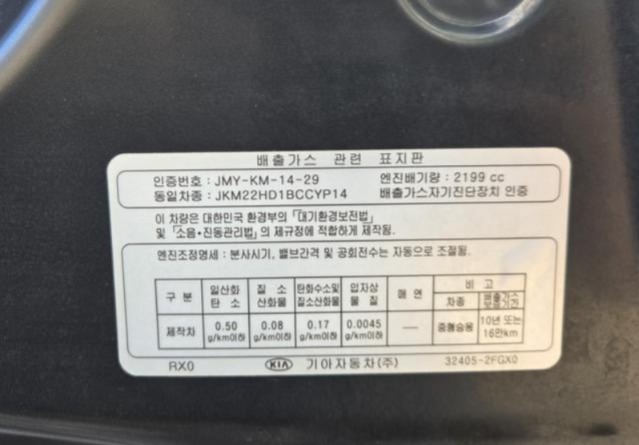 배출가스 관련 표지판
인증번호 : JMY-KM-14-29 엔진배기량 : 2199 cc
동일차종 : JKM22HD1BCCYP14 배출가스자기진단장치 인증
이 차량은 대한민국 환경부의 「대기환경보전법」
및 「소음·진동관리법」의 제규정에 적합하게 제작됨.
엔진조정명세 : 분사시기, 밸브간격 및 공회전수는 자동으로 조절됨.
구분 일산화탄소 질소산화물 탄화수소및질소산화물 입자상물질 매연 비고
차종 배출가스보증기간
제작차 0.50 g/km이하 0.08 g/km이하 0.17 g/km이하 0.0045 g/km이하 — 중형승용 10년 또는 16만km
RX0 KIA 기아자동차(주) 32405-2FGX0